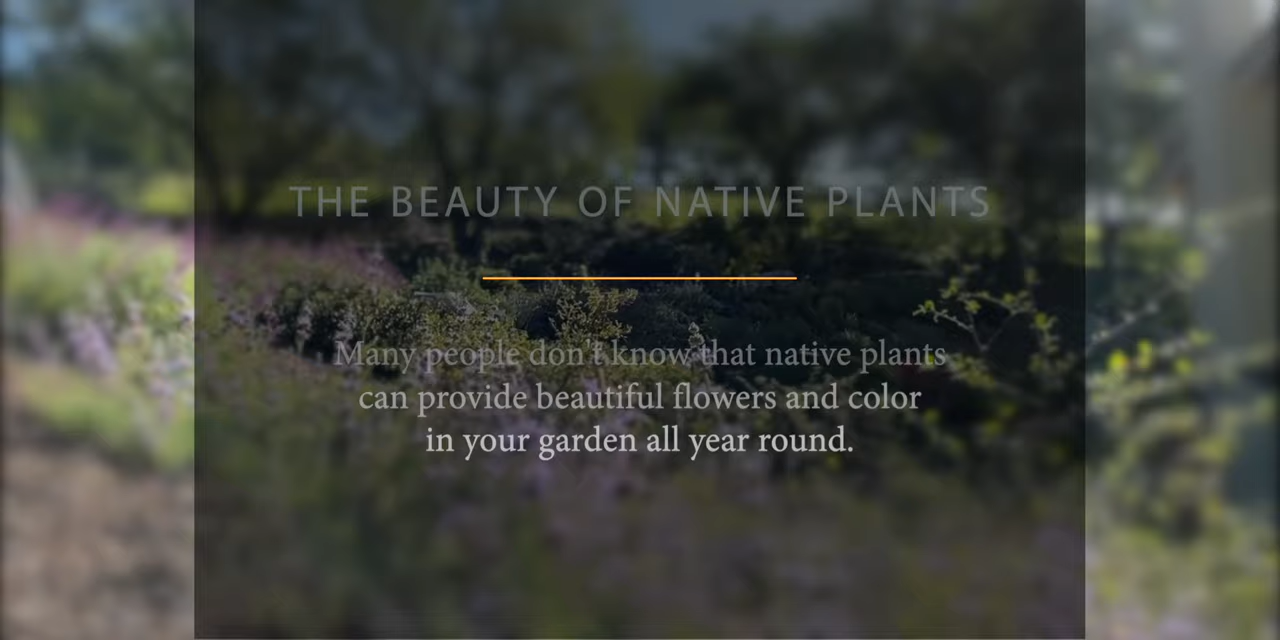 THE BEAUTY OF NATIVE PLANTS
Many people don't know that native plants
can provide beautiful flowers and color
in your garden all year round.